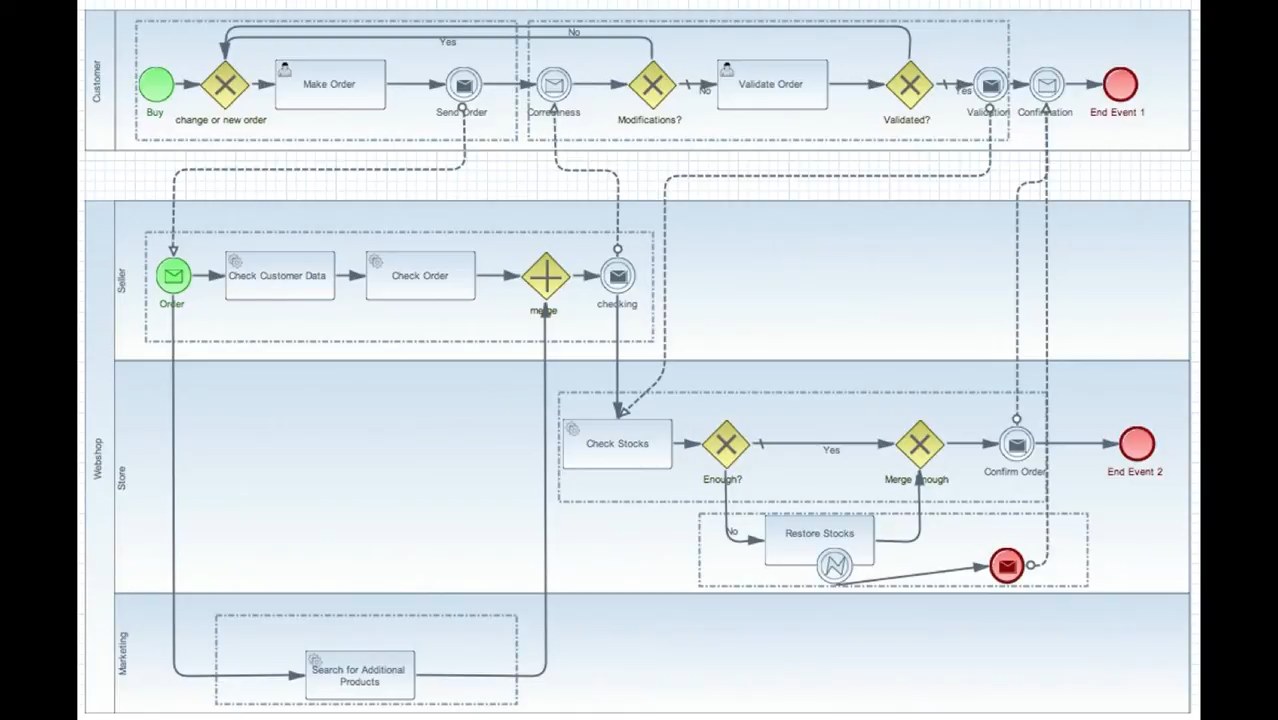 Customer
Yes
No
Make Order
No
Validate Order
Yes
Buy
Send Order
Correctness
Validation
Confirmation
End Event 1
change or new order
Modifications?
Validated?
Webshop
Seller
Check Customer Data
Check Order
Order
merge
checking
Store
Check Stocks
Yes
Enough?
Merge Enough
Confirm Order
End Event 2
No
Restore Stocks
Marketing
Search for Additional
Products